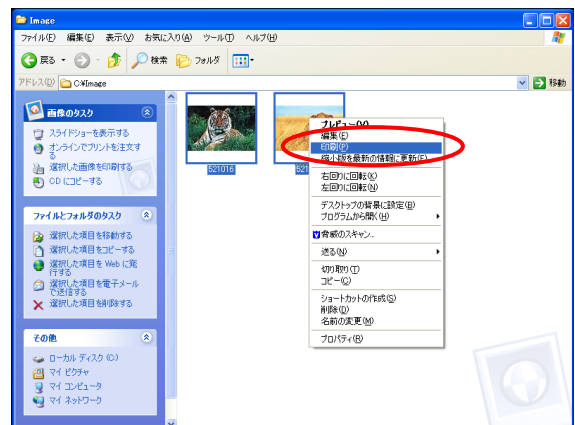 Image
ファイル(F) 編集(E) 表示(V) お気に入り(A) ツール(T) ヘルプ(H)
戻る 検索 フォルダ
アドレス(D) C:¥Image 移動
画像のタスク
スライドショーを表示する
オンラインでプリントを注文す
る
選択した画像を印刷する
CD にコピーする
ファイルとフォルダのタスク
選択した項目を移動する
選択した項目をコピーする
選択した項目を Web に発
行する
選択した項目を電子メール
で送信する
選択した項目を削除する
その他
ローカル ディスク (C:)
マイ ピクチャ
マイ コンピュータ
マイ ネットワーク
521016
プレビュー(V)
編集(E)
印刷(P)
縮小版を最新の情報に更新(F)
右回りに回転(K)
左回りに回転(N)
デスクトップの背景に設定(B)
プログラムから開く(H)
脅威のスキャン...
送る(N)
切り取り(T)
コピー(C)
ショートカットの作成(S)
削除(D)
名前の変更(M)
プロパティ(R)